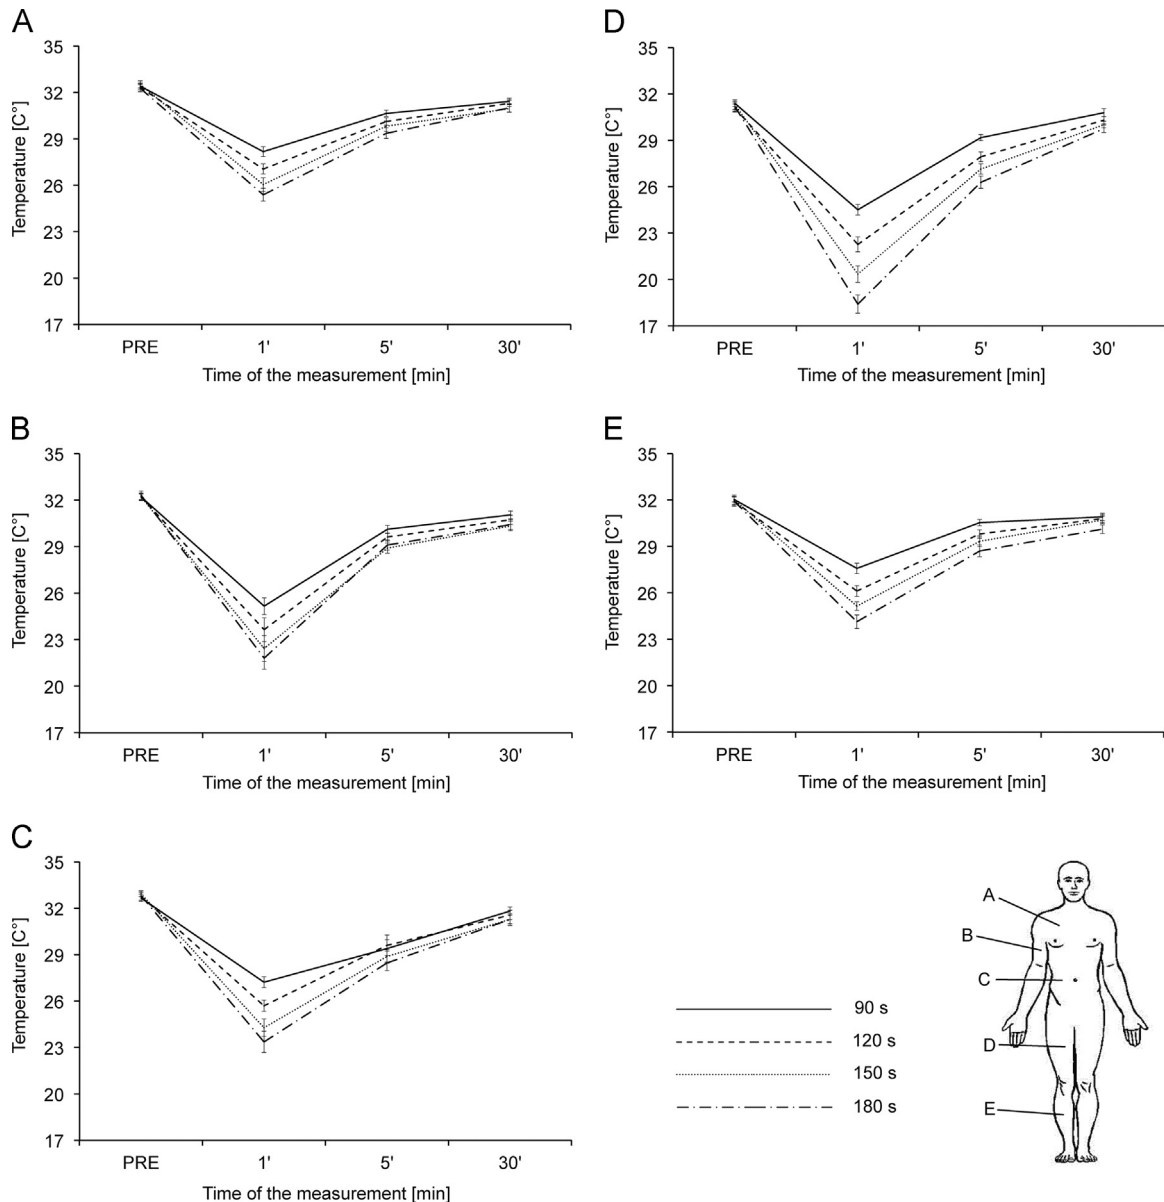 A
Temperature [C°]
35
32
29
26
23
20
17
PRE 1' 5' 30'
Time of the measurement [min]
D
Temperature [C°]
35
32
29
26
23
20
17
PRE 1' 5' 30'
Time of the measurement [min]
B
Temperature [C°]
35
32
29
26
23
20
17
PRE 1' 5' 30'
Time of the measurement [min]
E
Temperature [C°]
35
32
29
26
23
20
17
PRE 1' 5' 30'
Time of the measurement [min]
C
Temperature [C°]
35
32
29
26
23
20
17
PRE 1' 5' 30'
Time of the measurement [min]
90 s
120 s
150 s
180 s
A
B
C
D
E